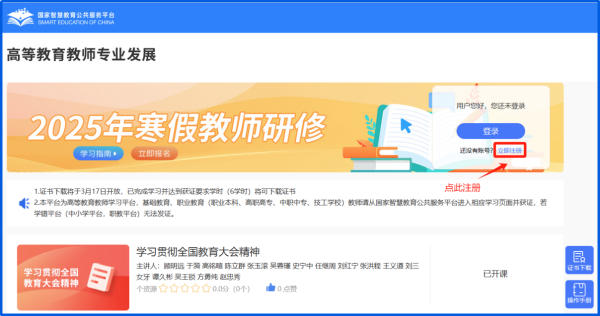 国家智慧教育公共服务平台
SMART EDUCATION OF CHINA
高等教育教师专业发展
2025年寒假教师研修
学习指南
立即报名
用户您好，您还未登录
登录
还没有账号？立即注册
点此注册
1.证书下载将于3月17日开放，已完成学习并达到获证要求学时（6学时）将可下载证书
2.本平台为高等教育教师学习平台，基础教育、职业教育（职业本科、高职高专、中职中专、技工学校）教师请从国家智慧教育公共服务平台进入相应学习页面并获证，若
学错平台（中小学平台、职教平台）无法发证。
学习贯彻全国
教育大会精神
学习贯彻全国教育大会精神
主讲人：顾明远 于漪 高铭暄 陈立群 张玉滚 吴蓉瑾 史宁中 任继周 刘红宁 张洪程 王义遒 刘三
女牙 谭久彬 吴王锁 方勇纯 赵忠秀
个资源 0.0分（0个） 0 点赞
已开课
证书下载
操作手册